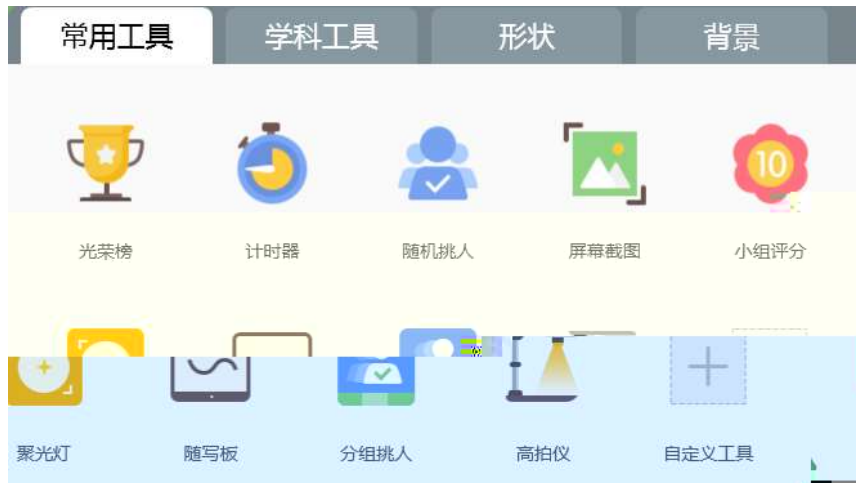 常用工具 学科工具 形状 背景
10
光荣榜 计时器 随机挑人 屏幕截图 小组评分
聚光灯 随写板 分组挑人 高拍仪 自定义工具